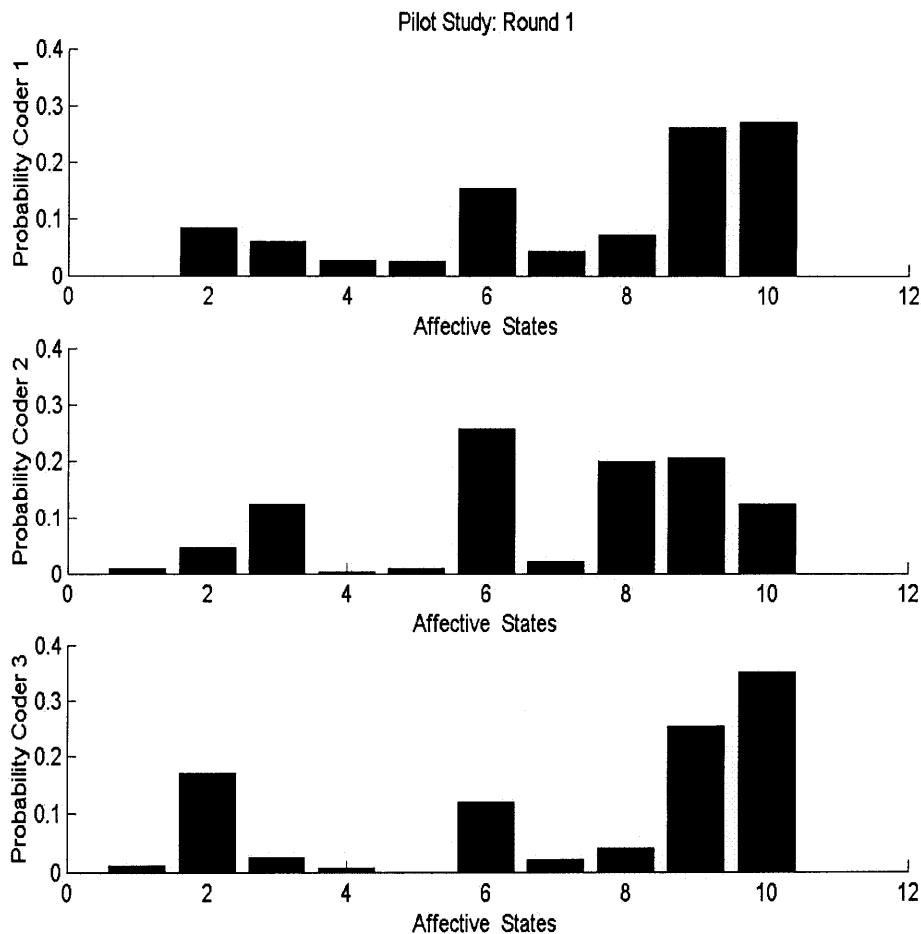 Pilot Study: Round 1
Probability Coder 1
0.4
0.3
0.2
0.1
0
0 2 4 6 8 10 12
Affective States
Probability Coder 2
0.4
0.3
0.2
0.1
0
0 2 4 6 8 10 12
Affective States
Probability Coder 3
0.4
0.3
0.2
0.1
0
0 2 4 6 8 10 12
Affective States